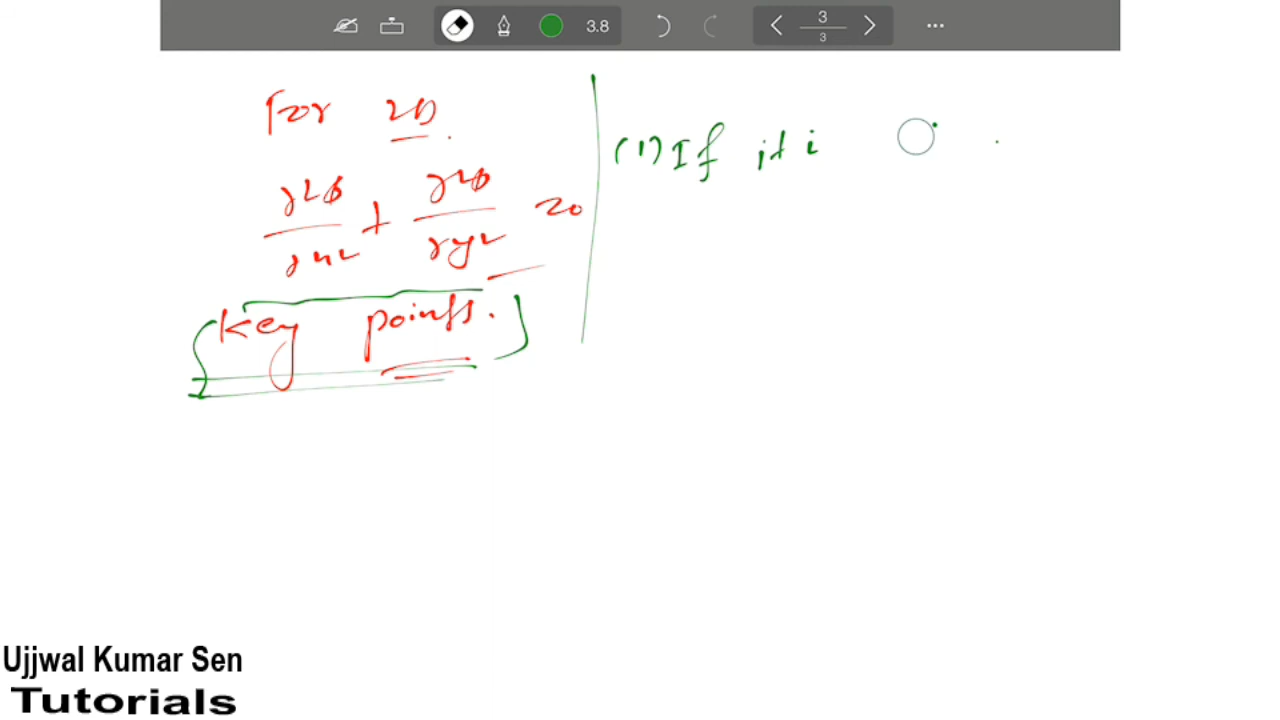 3.8
3
3
For 2D.
∂²ϕ/∂x² + ∂²ϕ/∂y² = 0
Key points.
(1) If it i
Ujjwal Kumar Sen
Tutorials